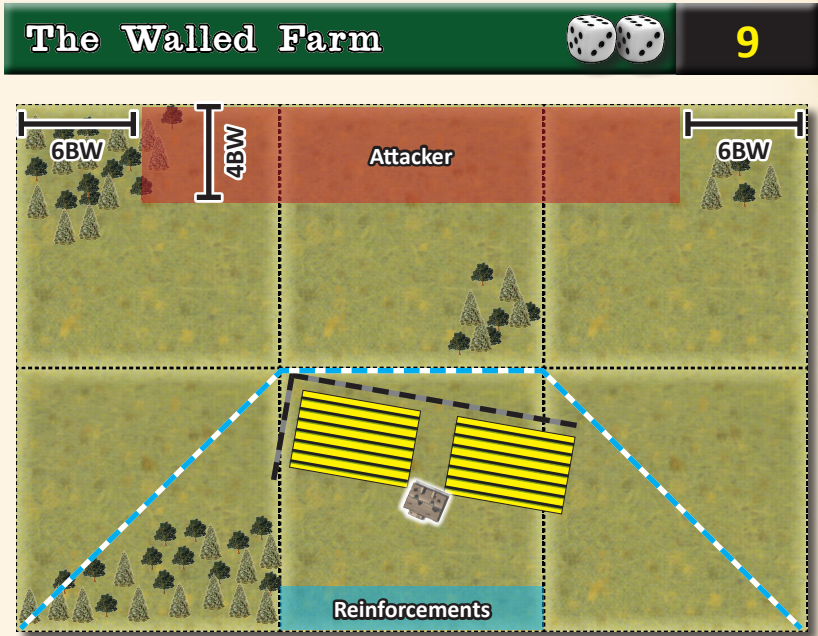 The Walled Farm
9
6BW
4BW
Attacker
6BW
Reinforcements